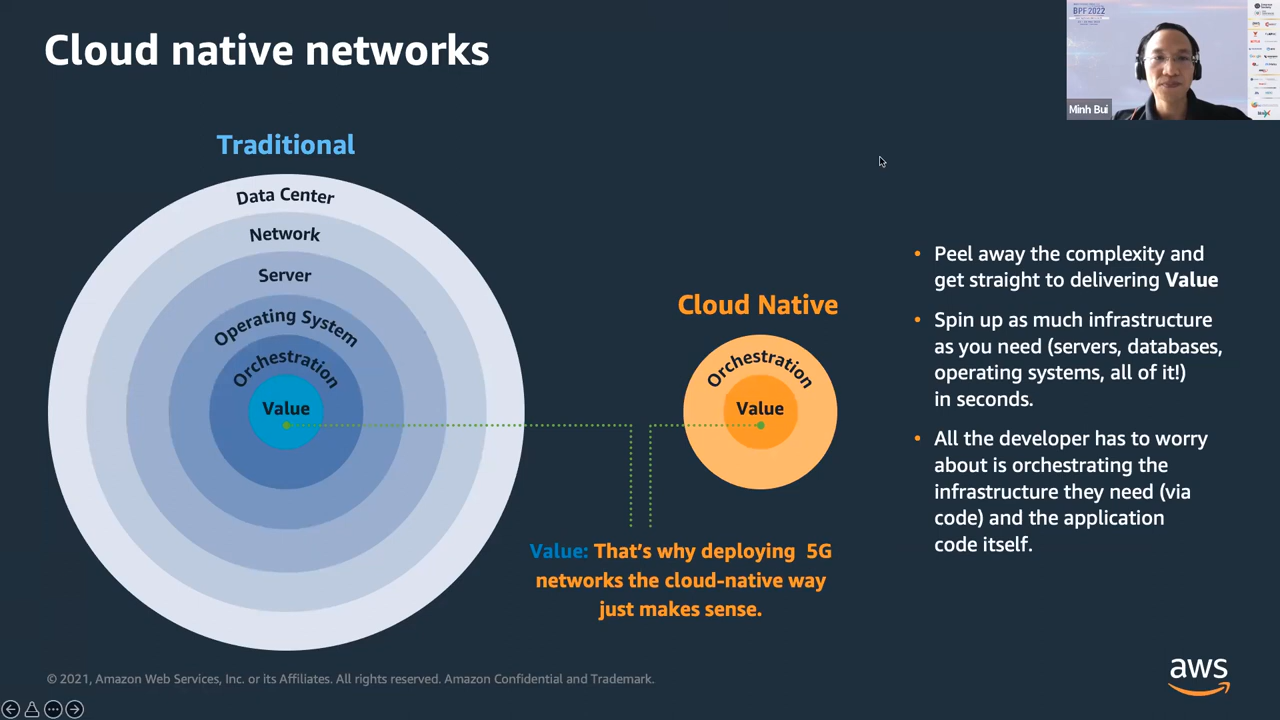 Cloud native networks
BPF 2022
Minh Bui
Traditional
Data Center
Network
Server
Operating System
Orchestration
Value
Cloud Native
Orchestration
Value
Value: That's why deploying 5G
networks the cloud-native way
just makes sense.
• Peel away the complexity and
get straight to delivering Value
• Spin up as much infrastructure
as you need (servers, databases,
operating systems, all of it!)
in seconds.
• All the developer has to worry
about is orchestrating the
infrastructure they need (via
code) and the application
code itself.
© 2021, Amazon Web Services, Inc. or its Affiliates. All rights reserved. Amazon Confidential and Trademark.
aws